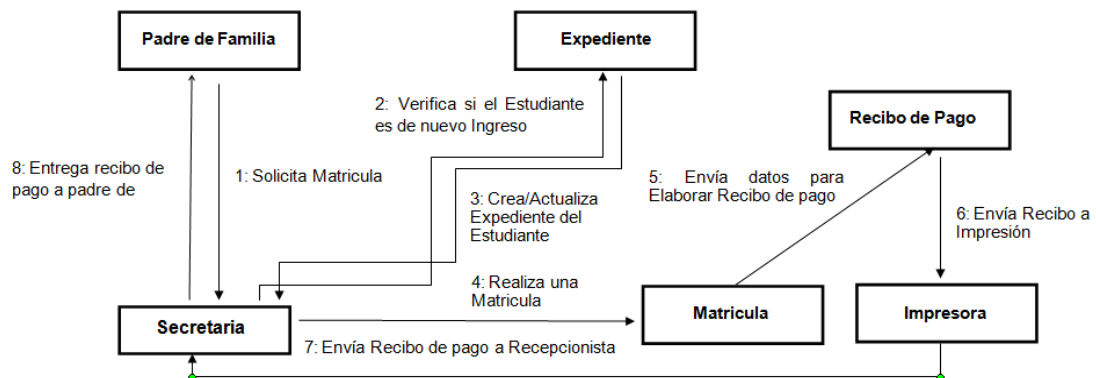 Padre de Familia
Expediente
2: Verifica si el Estudiante
es de nuevo Ingreso
Recibo de Pago
8: Entrega recibo de
pago a padre de
1: Solicita Matricula
5: Envía datos para
Elaborar Recibo de pago
3: Crea/Actualiza
Expediente del
Estudiante
6: Envía Recibo a
Impresión
4: Realiza una
Matricula
Secretaria
Matricula
Impresora
7: Envía Recibo de pago a Recepcionista